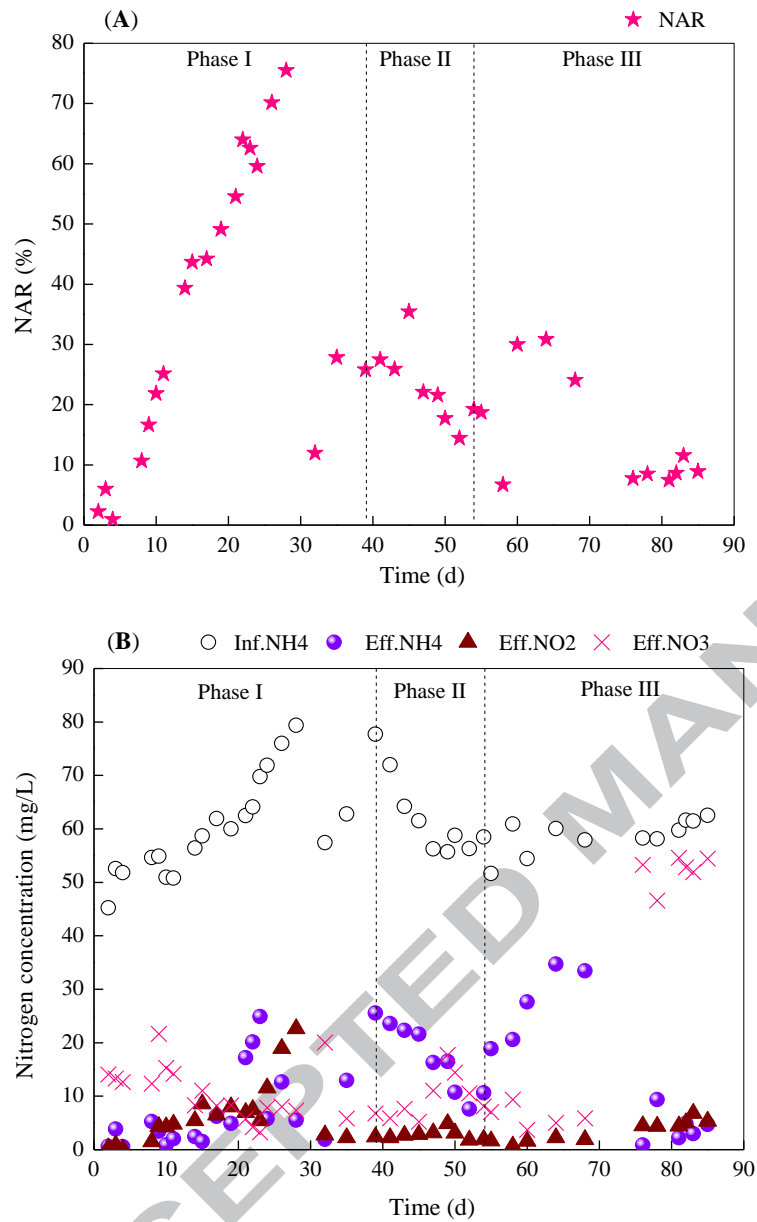 (A)
NAR
Phase I Phase II Phase III
80
70
60
50
40
30
20
10
0
NAR (%)
0 10 20 30 40 50 60 70 80 90
Time (d)
(B)
Inf.NH4 Eff.NH4 Eff.NO2 Eff.NO3
Phase I Phase II Phase III
90
80
70
60
50
40
30
20
10
0
Nitrogen concentration (mg/L)
0 10 20 30 40 50 60 70 80 90
Time (d)
CEPTED MAN